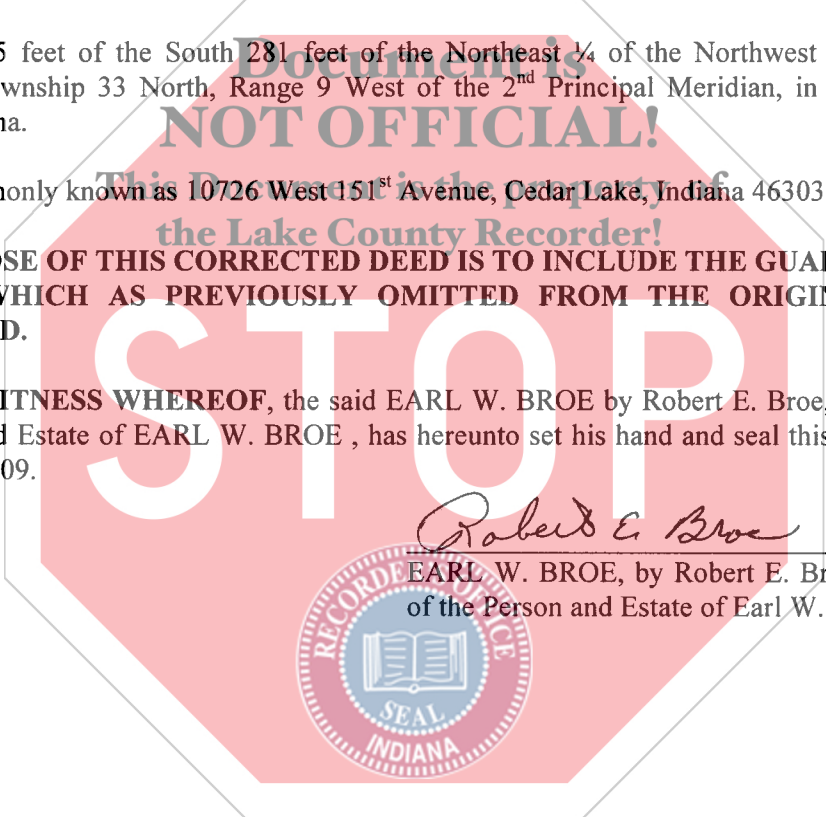 5 feet of the South 281 feet of the Northeast ¼ of the Northwest
Document is
wnship 33 North, Range 9 West of the 2nd Principal Meridian, in
NOT OFFICIAL!
na.
This Document is the property of
nonly known as 10726 West 151st Avenue, Cedar Lake, Indiana 46303
the Lake County Recorder!
OSE OF THIS CORRECTED DEED IS TO INCLUDE THE GUAR
WHICH AS PREVIOUSLY OMITTED FROM THE ORIGIN
D.
STOP
ITNESS WHEREOF, the said EARL W. BROE by Robert E. Broe,
d Estate of EARL W. BROE , has hereunto set his hand and seal this
09.
Robert E. Broe
EARL W. BROE, by Robert E. Br
of the Person and Estate of Earl W.
RECORDER'S OFFICE
SEAL
INDIANA